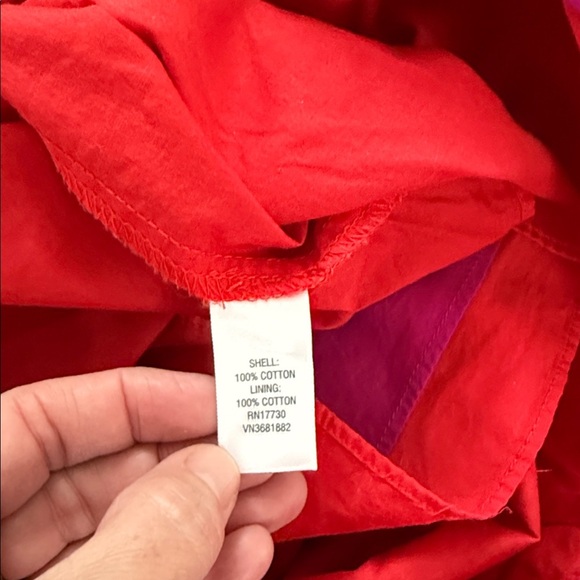 SHELL:
100% COTTON
LINING:
100% COTTON
RN17730
VN3681882